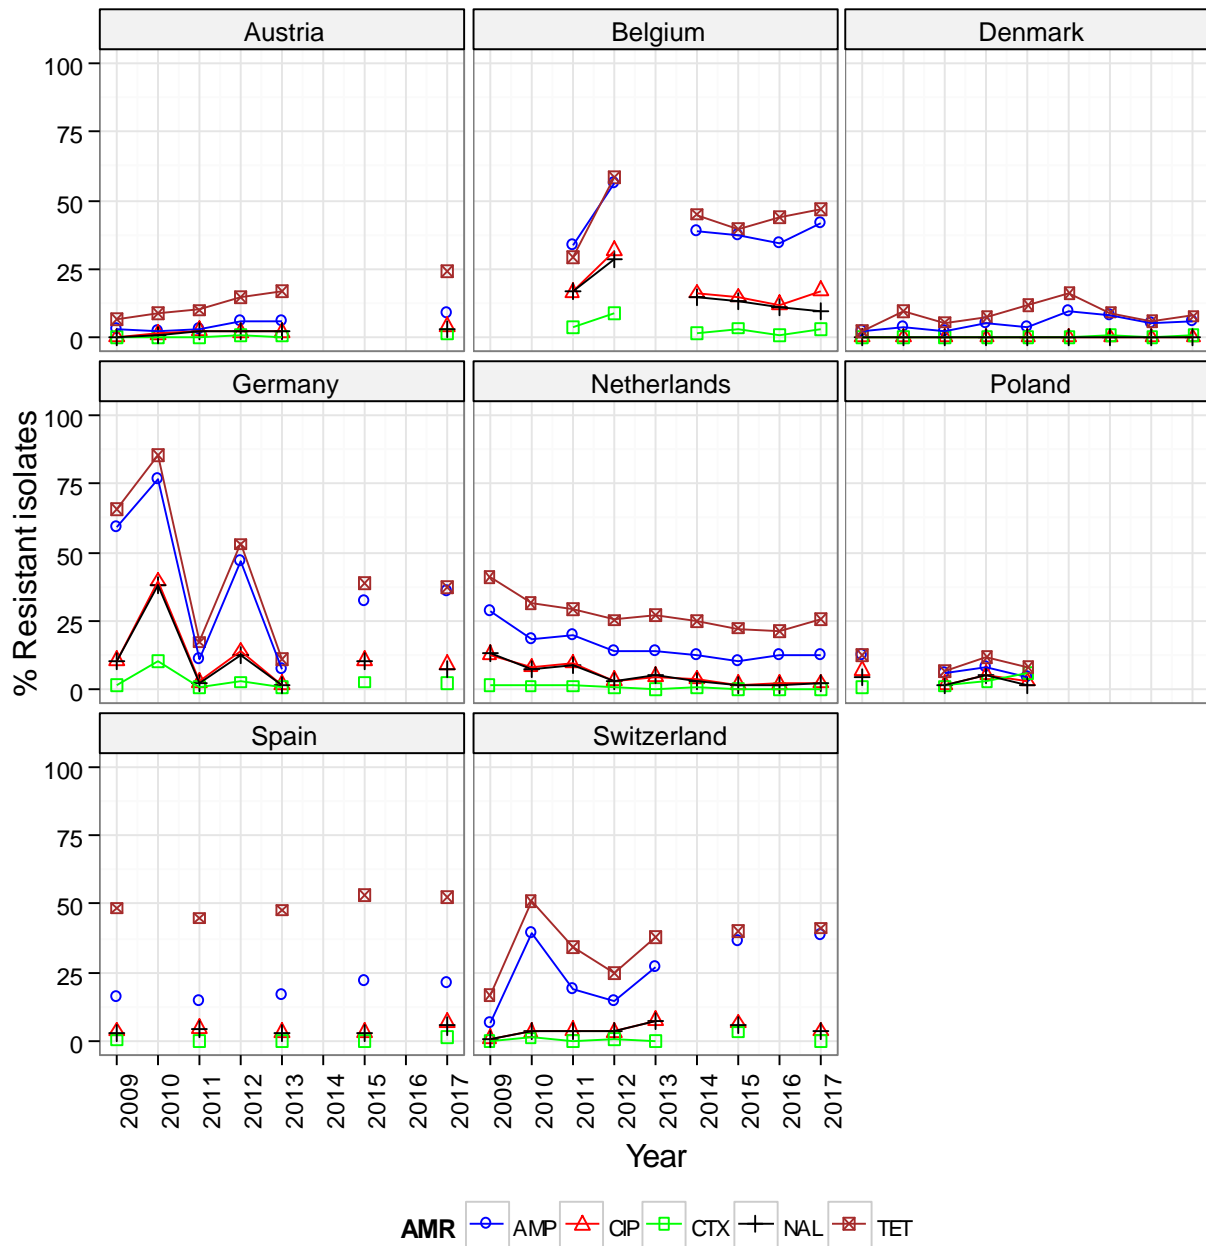 Austria Belgium Denmark
100
75
50
25
0
Germany Netherlands Poland
% Resistant isolates
100
75
50
25
0
Spain Switzerland
100
75
50
25
0
2009 2010 2011 2012 2013 2014 2015 2016 2017 2009 2010 2011 2012 2013 2014 2015 2016 2017
Year
AMR AMP CIP CTX NAL TET